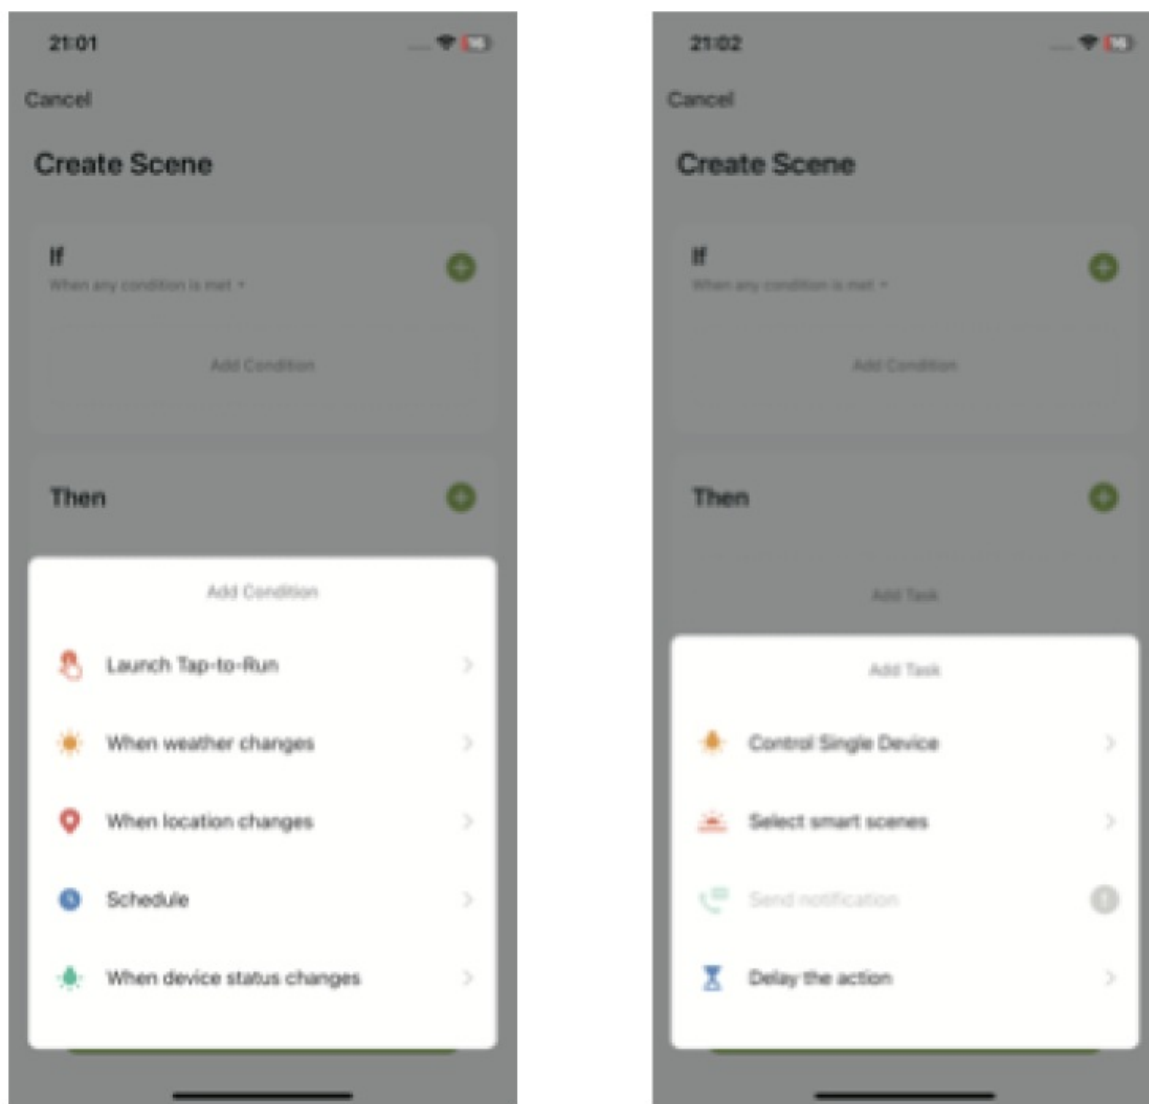 21:01
Cancel
Create Scene
If
When any condition is met
Add Condition
Then
Add Condition
Launch Tap-to-Run
When weather changes
When location changes
Schedule
When device status changes
21:02
Cancel
Create Scene
If
When any condition is met
Add Condition
Then
Add Task
Add Task
Control Single Device
Select smart scenes
Send notification
Delay the action